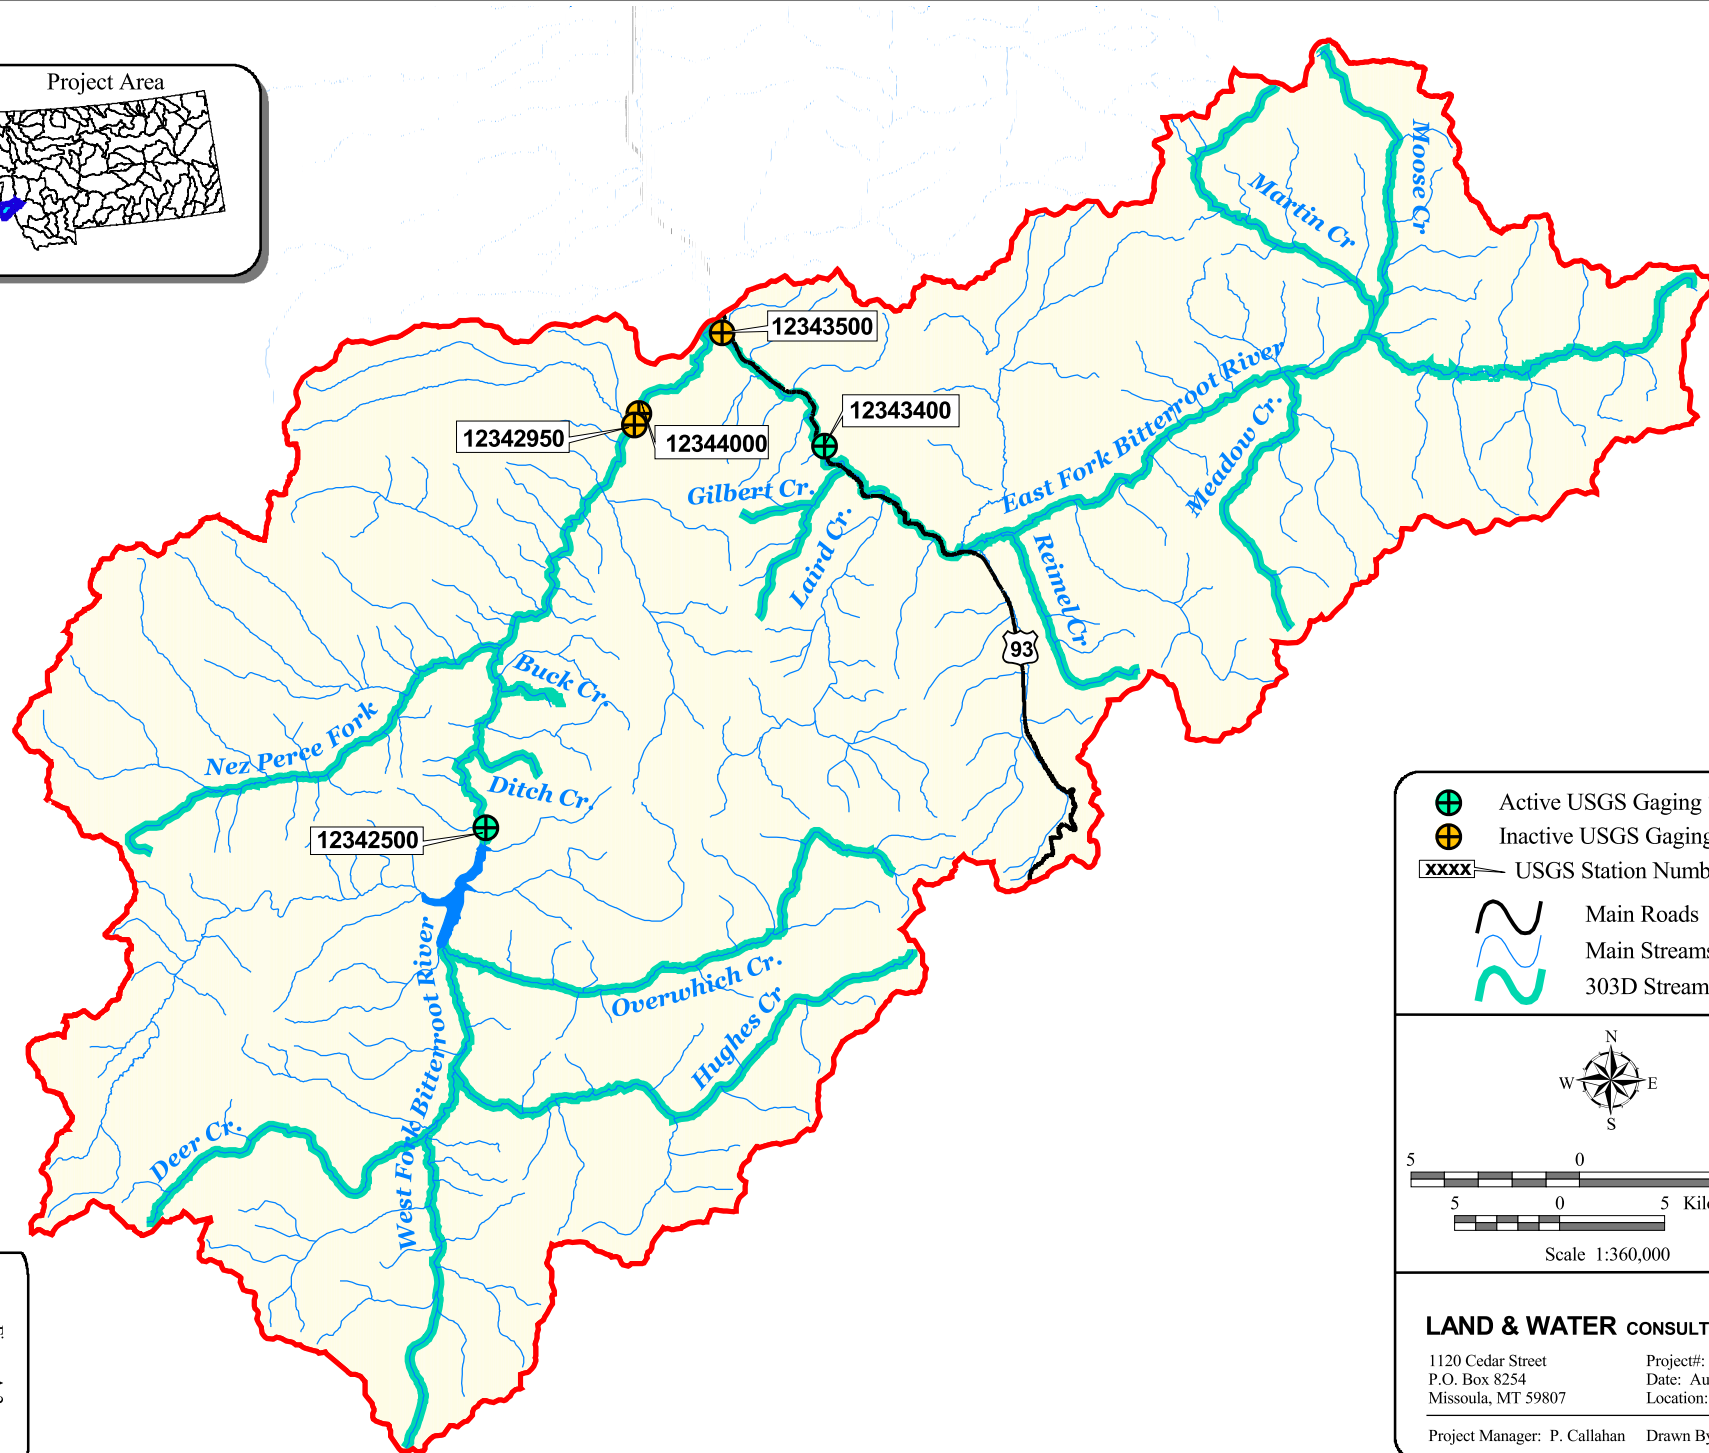 Project Area
Moose Cr
Martin Cr
12343500
12343400
12342950
12344000
East Fork Bitterroot River
Meadow Cr.
Gilbert Cr.
Laird Cr.
Reimel Cr
93
Buck Cr.
Nez Perce Fork
Ditch Cr.
12342500
Overwhich Cr.
Hughes Cr
West Fork Bitterroot River
Deer Cr.
Active USGS Gaging
Inactive USGS Gaging
xxxx USGS Station Numb
Main Roads
Main Streams
303D Stream
N
W E
S
5 0
5 0 5 Kilo
Scale 1:360,000
LAND & WATER CONSULT
1120 Cedar Street
P.O. Box 8254
Missoula, MT 59807
Project#:
Date: Au
Location:
Project Manager: P. Callahan Drawn By